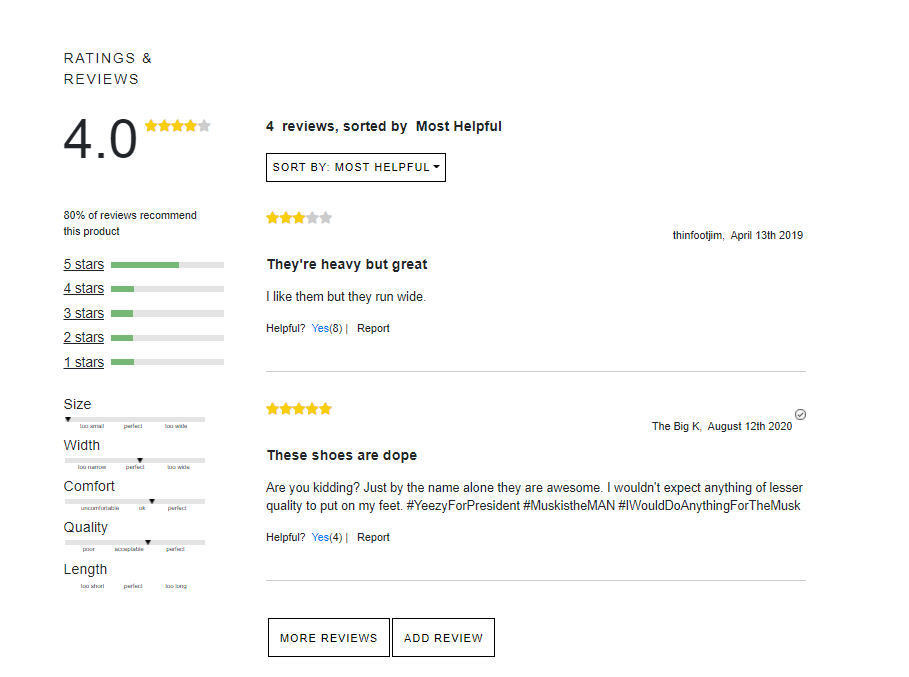 RATINGS &
REVIEWS
4.0
80% of reviews recommend
this product
5 stars
4 stars
3 stars
2 stars
1 stars
Size
too small perfect too wide
Width
too narrow perfect too wide
Comfort
uncomfortable ok perfect
Quality
poor acceptable perfect
Length
too short perfect too long
4 reviews, sorted by Most Helpful
SORT BY: MOST HELPFUL
thinfootjim, April 13th 2019
They're heavy but great
I like them but they run wide.
Helpful? Yes(8) | Report
The Big K, August 12th 2020
These shoes are dope
Are you kidding? Just by the name alone they are awesome. I wouldn't expect anything of lesser
quality to put on my feet. #YeezyForPresident #MuskistheMAN #IWouldDoAnythingForTheMusk
Helpful? Yes(4) | Report
MORE REVIEWS ADD REVIEW